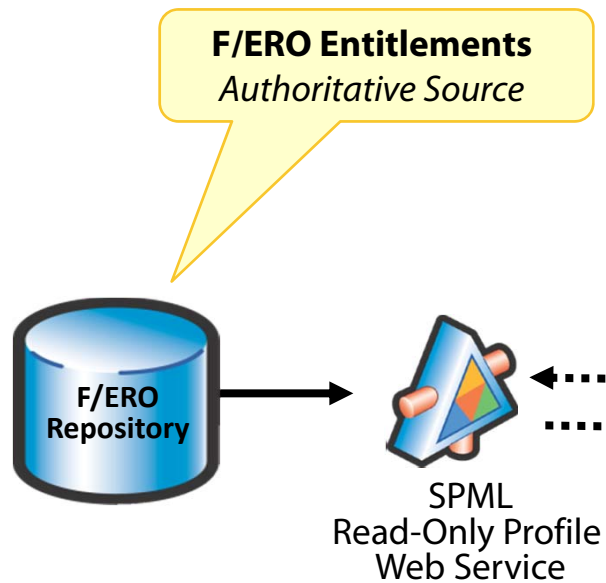 F/ERO Entitlements
Authoritative Source
F/ERO
Repository
SPML
Read-Only Profile
Web Service